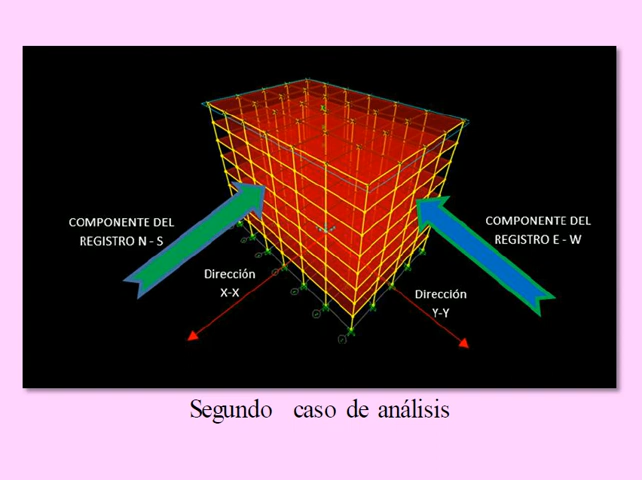 COMPONENTE DEL
REGISTRO N - S
COMPONENTE DEL
REGISTRO E - W
Dirección
X-X
Dirección
Y-Y
Segundo caso de análisis